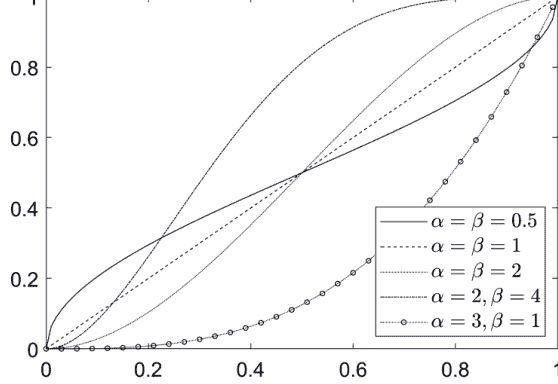 1
0.8
0.6
0.4
0.2
0
α = β = 0.5
α = β = 1
α = β = 2
α = 2, β = 4
α = 3, β = 1
0 0.2 0.4 0.6 0.8 1